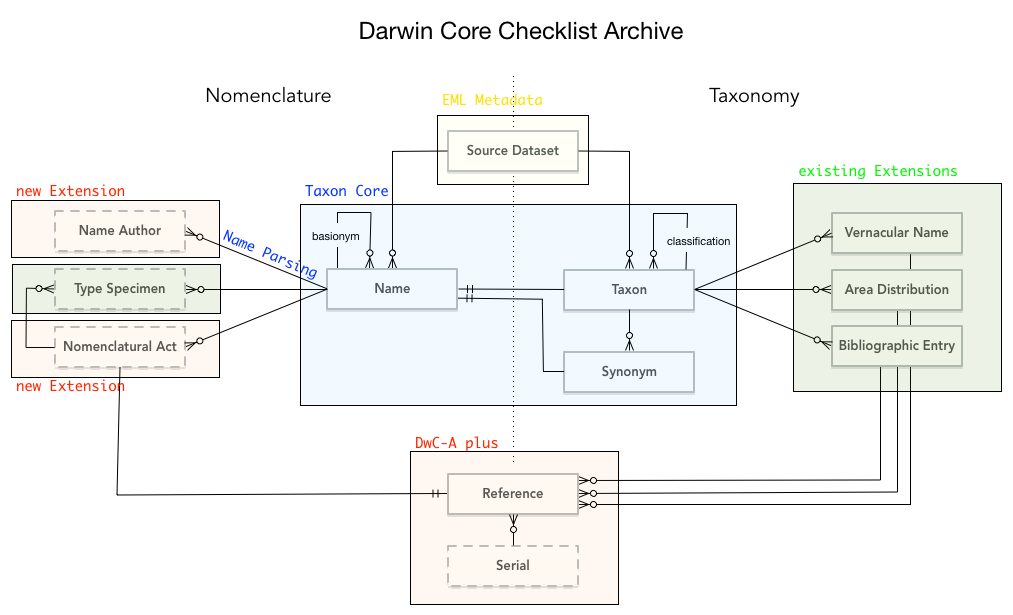 Darwin Core Checklist Archive
Nomenclature
Taxonomy
EML Metadata
Source Dataset
existing Extensions
new Extension
Taxon Core
Name Author
Name Parsing
basionym
classification
Vernacular Name
Type Specimen
Name
Taxon
Area Distribution
Nomenclatural Act
Bibliographic Entry
Synonym
new Extension
DwC-A plus
Reference
Serial